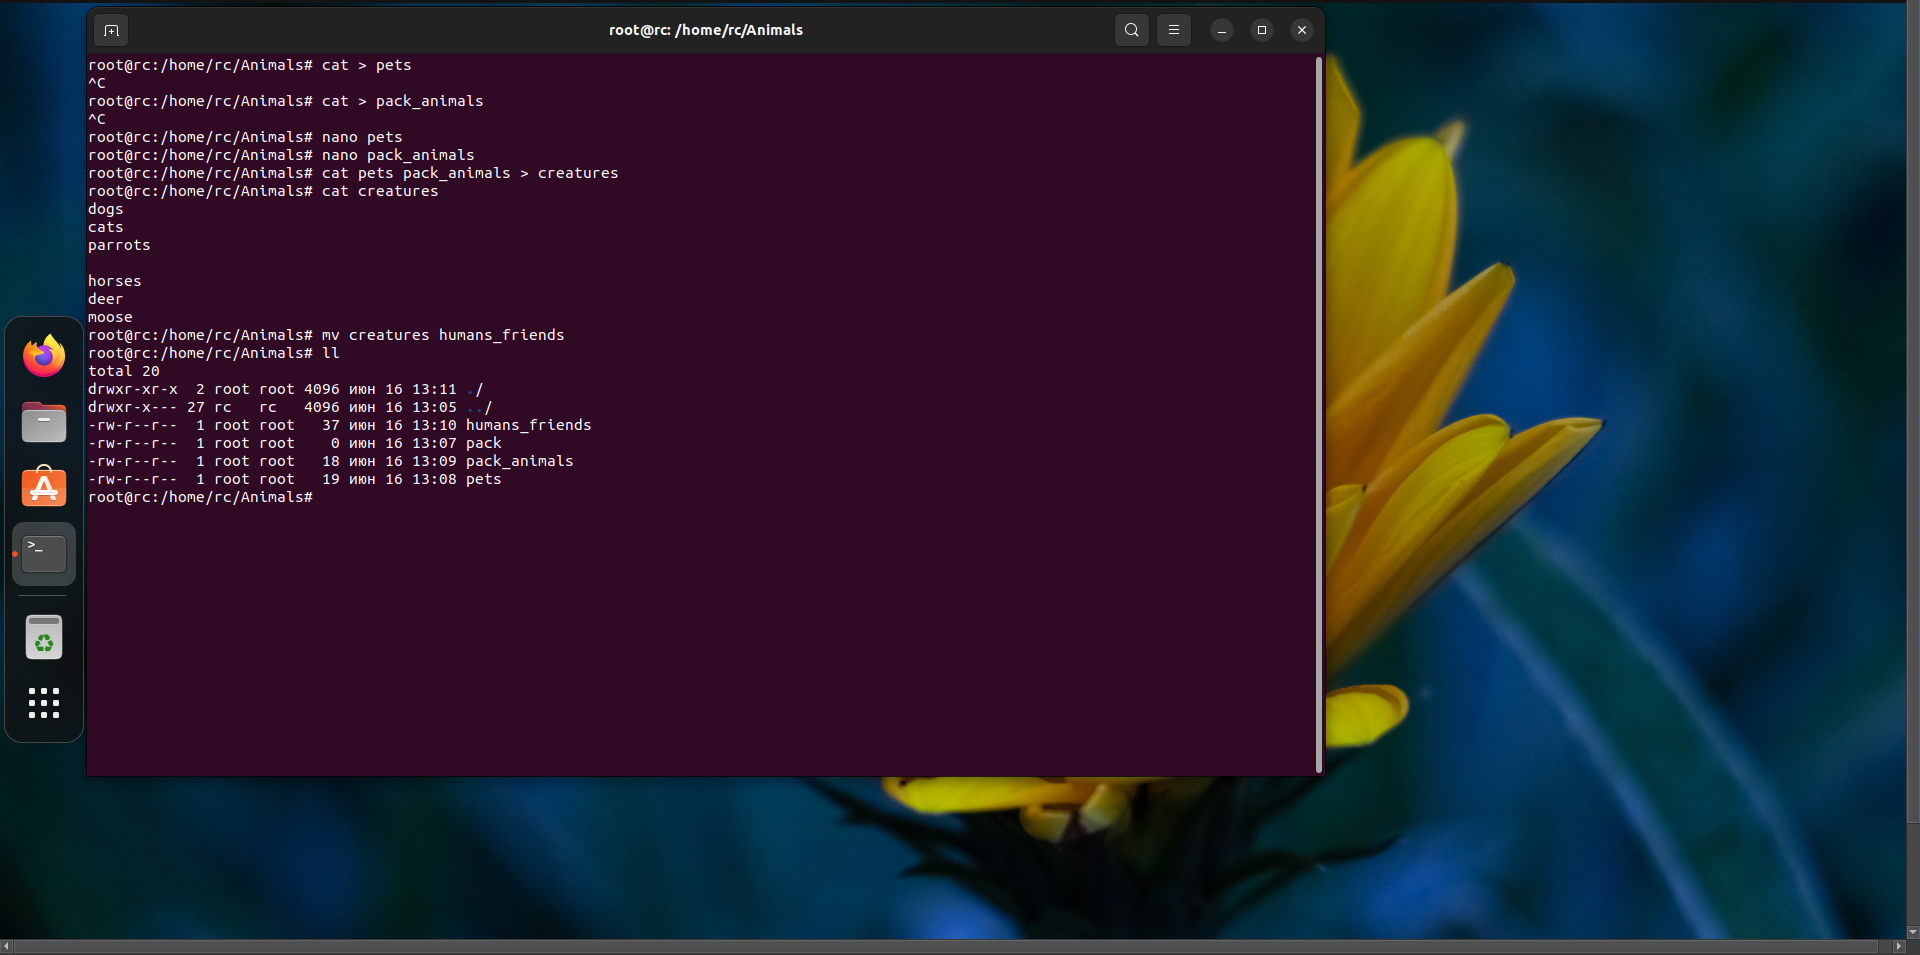 root@rc: /home/rc/Animals
root@rc:/home/rc/Animals# cat > pets
^C
root@rc:/home/rc/Animals# cat > pack_animals
^C
root@rc:/home/rc/Animals# nano pets
root@rc:/home/rc/Animals# nano pack_animals
root@rc:/home/rc/Animals# cat pets pack_animals > creatures
root@rc:/home/rc/Animals# cat creatures
dogs
cats
parrots

horses
deer
moose
root@rc:/home/rc/Animals# mv creatures humans_friends
root@rc:/home/rc/Animals# ll
total 20
drwxr-xr-x  2 root root 4096 июн 16 13:11 ./
drwxr-x--- 27 rc   rc   4096 июн 16 13:05 ../
-rw-r--r--  1 root root   37 июн 16 13:10 humans_friends
-rw-r--r--  1 root root    0 июн 16 13:07 pack
-rw-r--r--  1 root root   18 июн 16 13:09 pack_animals
-rw-r--r--  1 root root   19 июн 16 13:08 pets
root@rc:/home/rc/Animals#